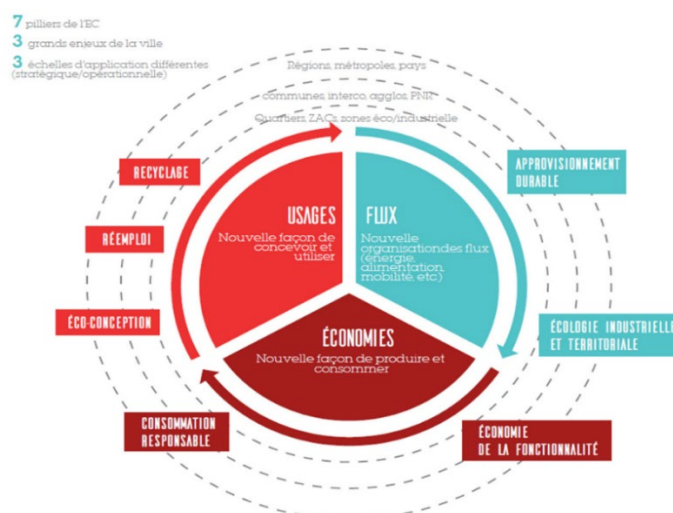 7 pilliers de l'EC
3 grands enjeux de la ville
3 échelles d'application différentes
(stratégique/opérationnelle)
Régions, métropoles, pays
communes, interco, agglos, PNR
Quartiers, ZACs, zones éco/industrielle
RECYCLAGE
RÉEMPLOI
ÉCO-CONCEPTION
USAGES
Nouvelle façon de
concevoir et
utiliser
FLUX
Nouvelle
organisationdes flux
(énergie,
alimentation,
mobilité, etc.)
APPROVISIONNEMENT
DURABLE
ÉCOLOGIE INDUSTRIELLE
ET TERRITORIALE
ÉCONOMIES
Nouvelle façon de produire et
consommer
CONSOMMATION
RESPONSABLE
ÉCONOMIE
DE LA FONCTIONNALITÉ